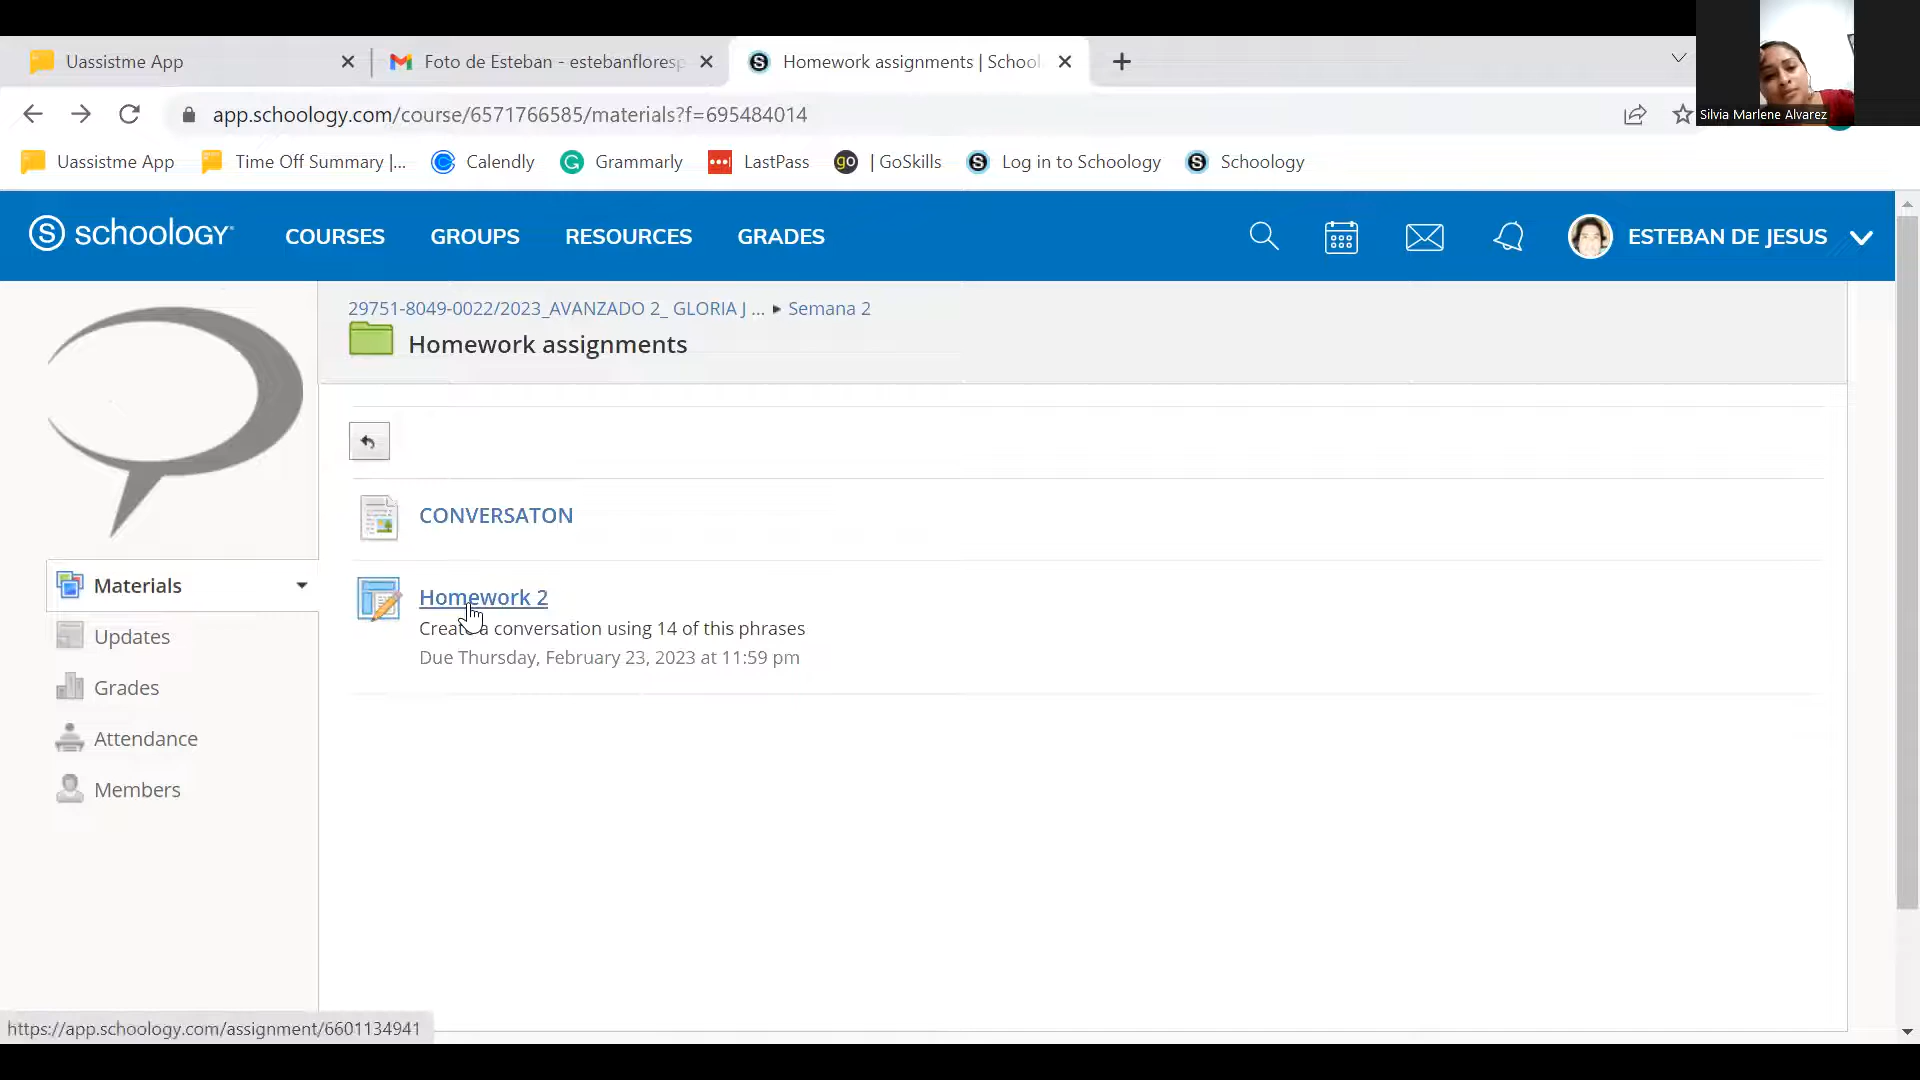 Uassistme App
Foto de Esteban - estebanfloresp
Homework assignments | School
Silvia Marlene Alvarez
app.schoology.com/course/6571766585/materials?f=695484014
Uassistme App
Time Off Summary |...
Calendly
Grammarly
LastPass
go | GoSkills
Log in to Schoology
Schoology
S schoology
COURSES
GROUPS
RESOURCES
GRADES
ESTEBAN DE JESUS
29751-8049-0022/2023_AVANZADO 2_ GLORIA J ... ▸ Semana 2
Homework assignments
CONVERSATON
Homework 2
Create a conversation using 14 of this phrases
Due Thursday, February 23, 2023 at 11:59 pm
Materials
Updates
Grades
Attendance
Members
https://app.schoology.com/assignment/6601134941